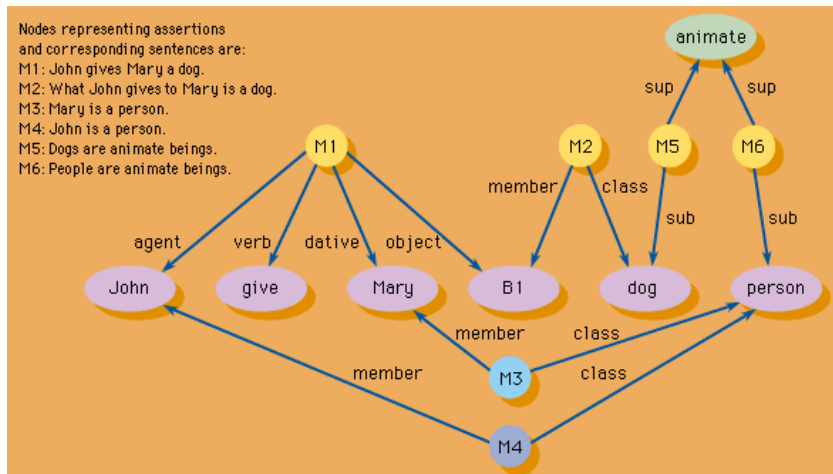 Nodes representing assertions
and corresponding sentences are:
M1: John gives Mary a dog.
M2: What John gives to Mary is a dog.
M3: Mary is a person.
M4: John is a person.
M5: Dogs are animate beings.
M6: People are animate beings.
animate
sup sup
M1 M2 M5 M6
member class
sub sub
agent verb dative object
John give Mary B1 dog person
member class
member M3 class
M4